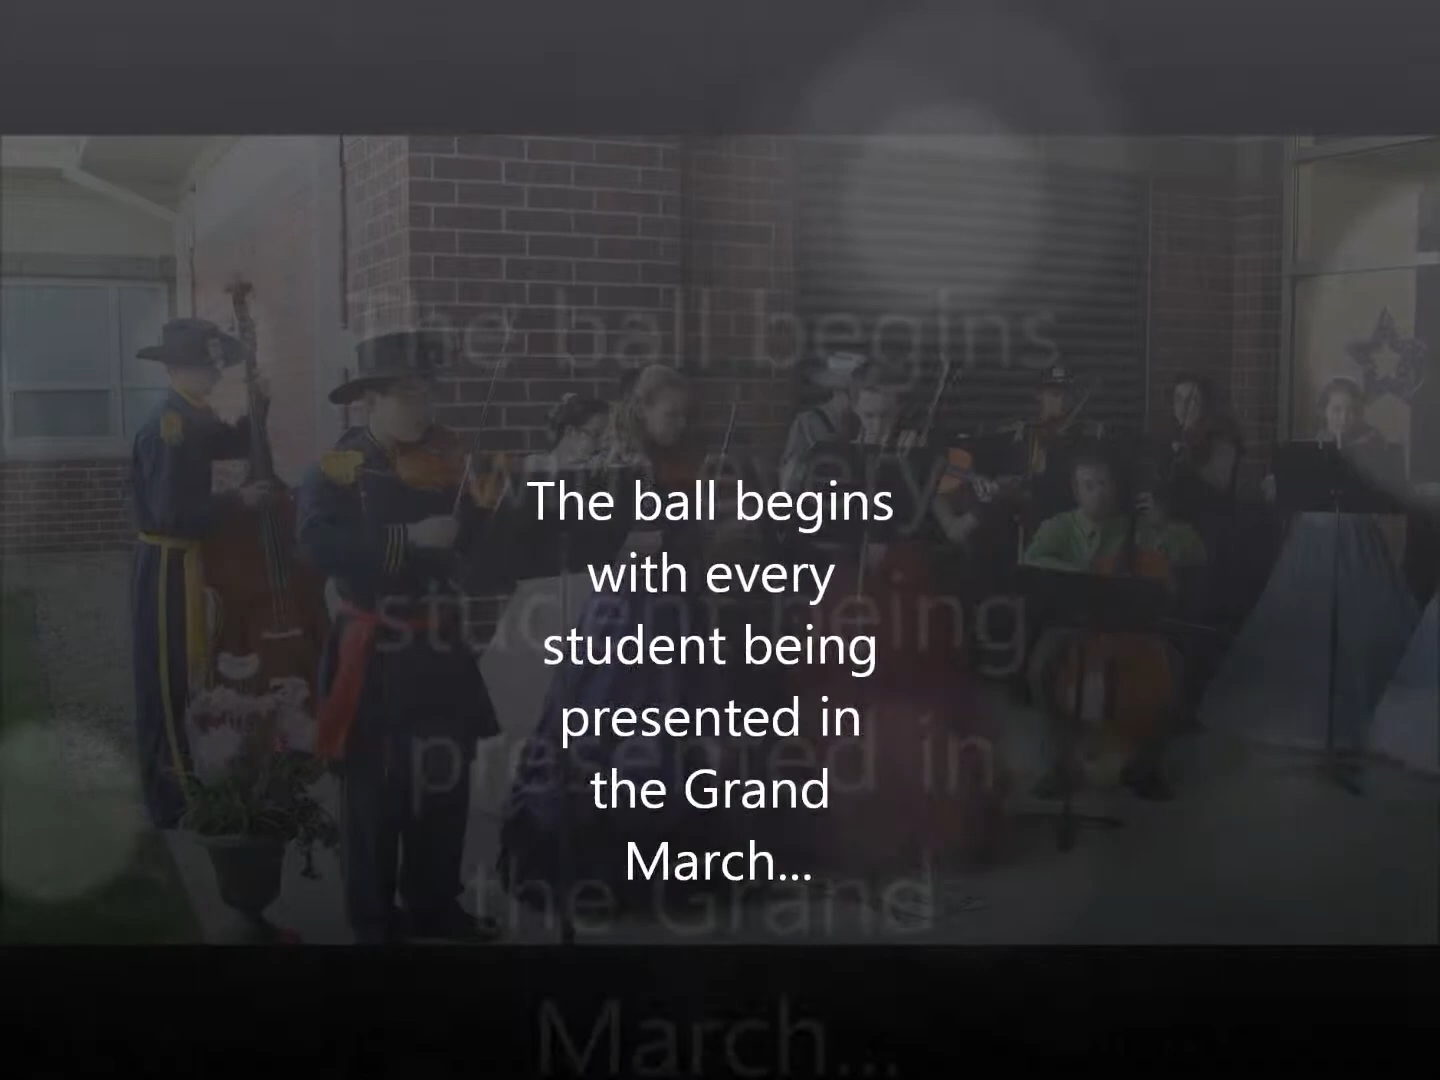 The ball begins
with every
student being
presented in
the Grand
March...